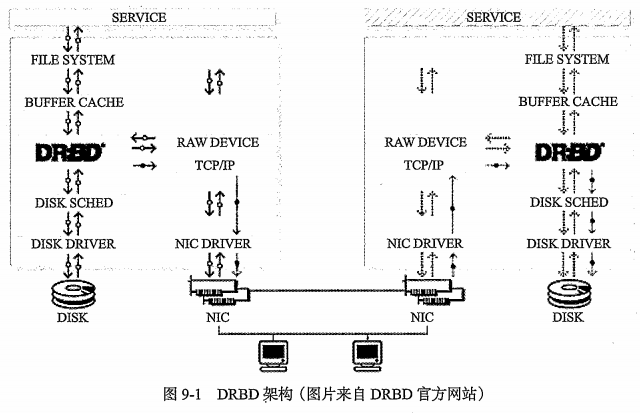 SERVICE
FILE SYSTEM
BUFFER CACHE
DRBD®
RAW DEVICE
TCP/IP
DISK SCHED
DISK DRIVER
NIC DRIVER
DISK
NIC
SERVICE
FILE SYSTEM
BUFFER CACHE
RAW DEVICE
TCP/IP
DRBD®
DISK SCHED
NIC DRIVER
DISK DRIVER
NIC
DISK
图 9-1 DRBD 架构（图片来自 DRBD 官方网站）